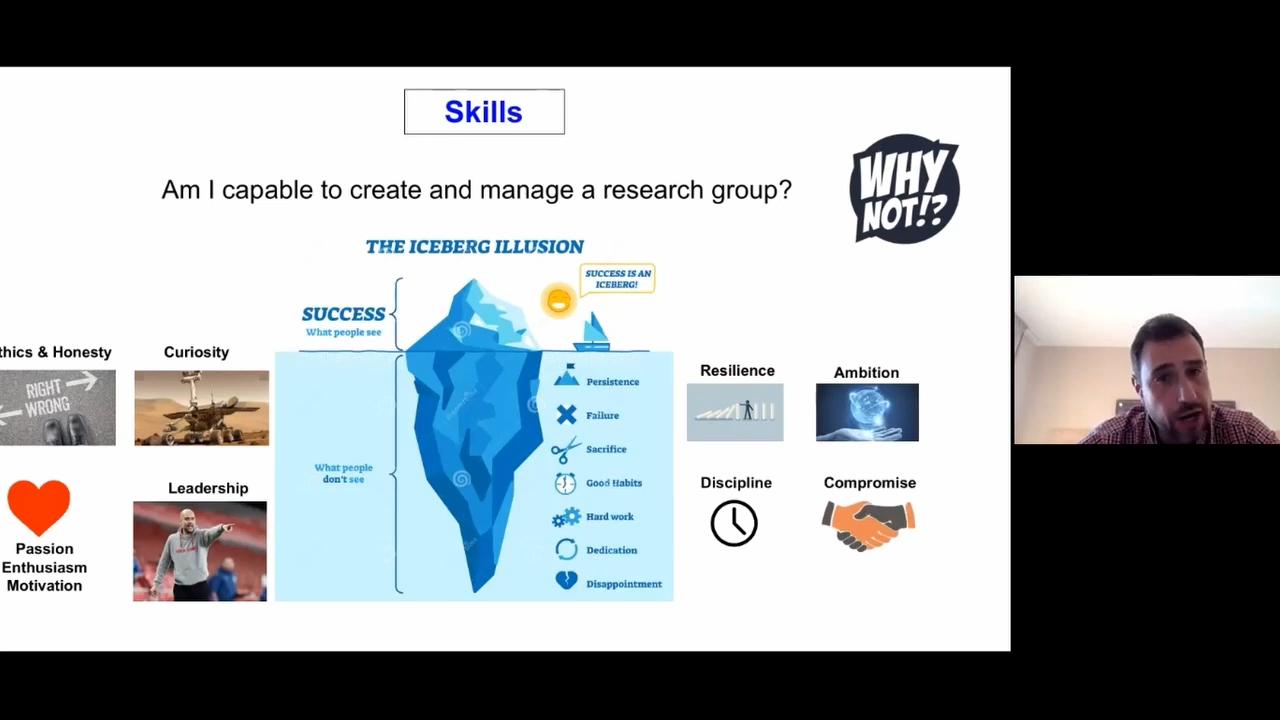 Skills
Am I capable to create and manage a research group?
WHY
NOT!?
THE ICEBERG ILLUSION
SUCCESS IS AN
ICEBERG!
SUCCESS
What people see
thics & Honesty
Curiosity
RIGHT
WRONG
Persistence
Failure
Sacrifice
Good Habits
Hard work
Dedication
Disappointment
What people
don't see
Resilience
Ambition
Leadership
Passion
Enthusiasm
Motivation
Discipline
Compromise